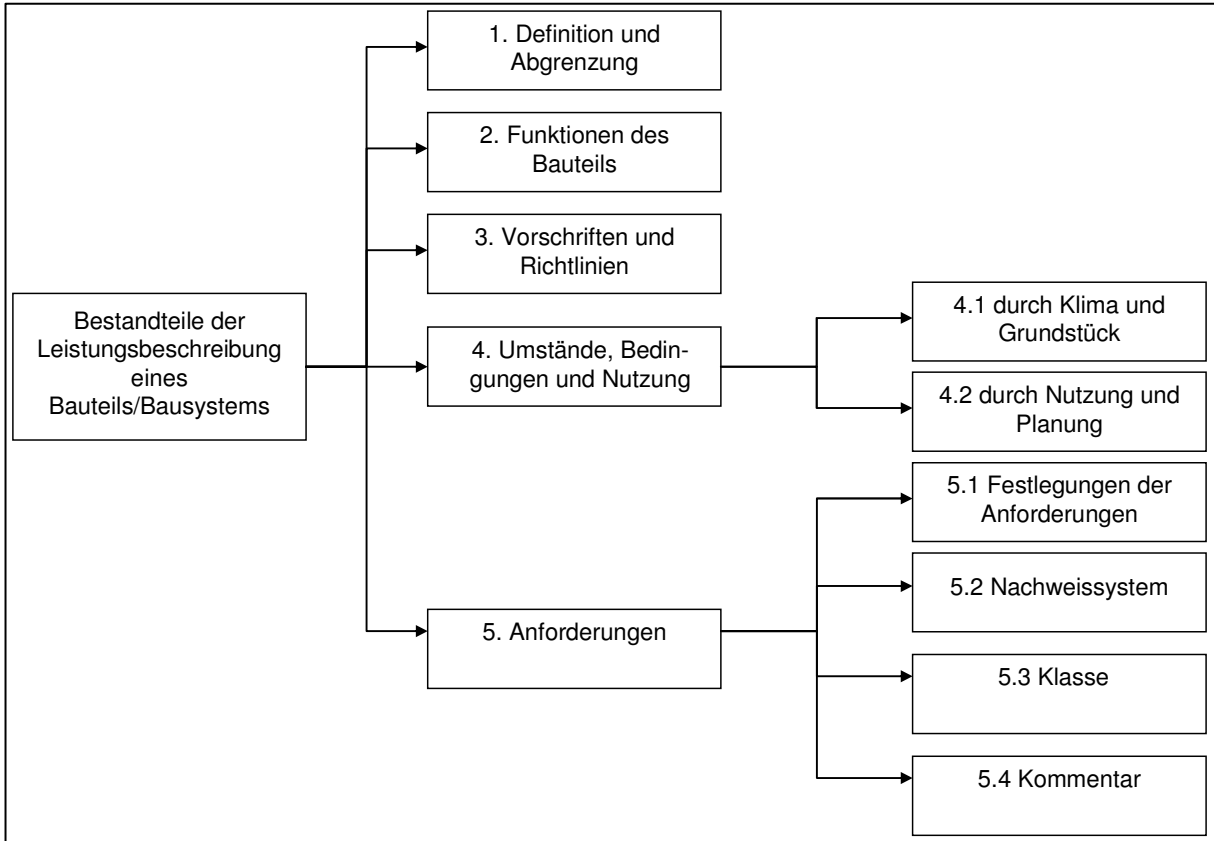 1. Definition und
Abgrenzung
2. Funktionen des
Bauteils
3. Vorschriften und
Richtlinien
Bestandteile der
Leistungsbeschreibung
eines
Bauteils/Bausystems
4. Umstände, Bedin-
gungen und Nutzung
4.1 durch Klima und
Grundstück
4.2 durch Nutzung und
Planung
5. Anforderungen
5.1 Festlegungen der
Anforderungen
5.2 Nachweissystem
5.3 Klasse
5.4 Kommentar